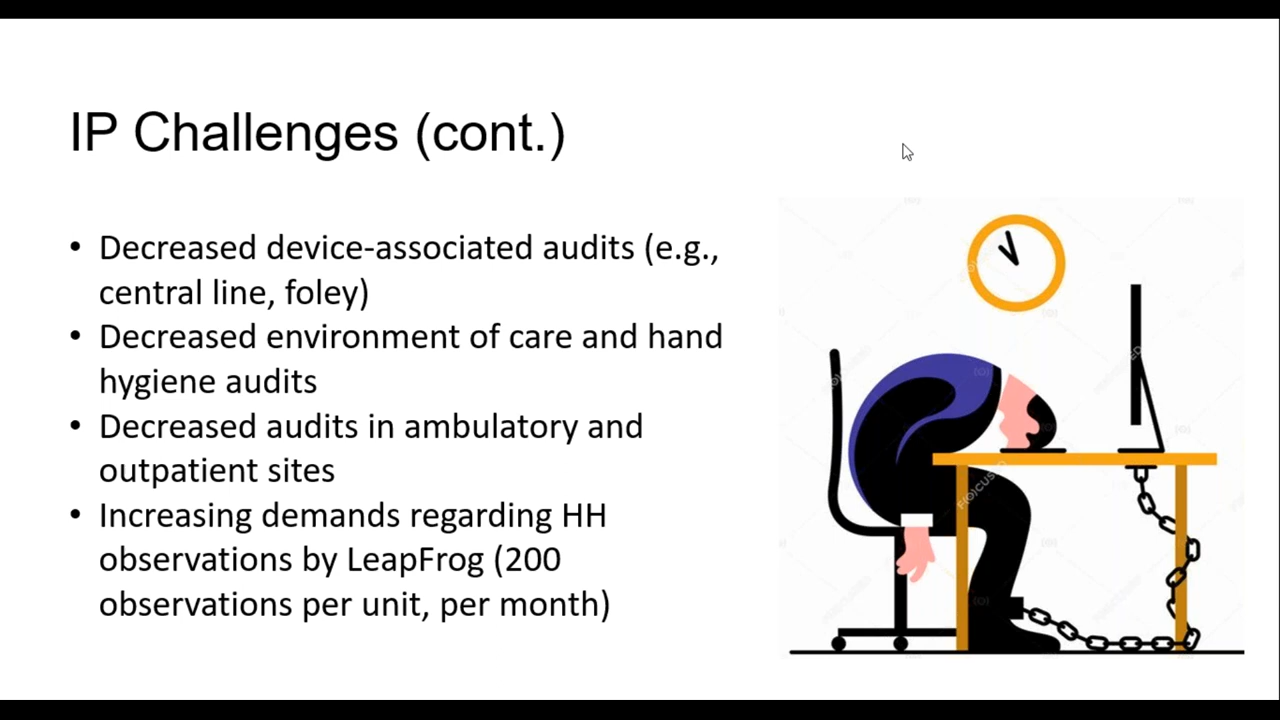 IP Challenges (cont.)
• Decreased device-associated audits (e.g.,
central line, foley)
• Decreased environment of care and hand
hygiene audits
• Decreased audits in ambulatory and
outpatient sites
• Increasing demands regarding HH
observations by LeapFrog (200
observations per unit, per month)